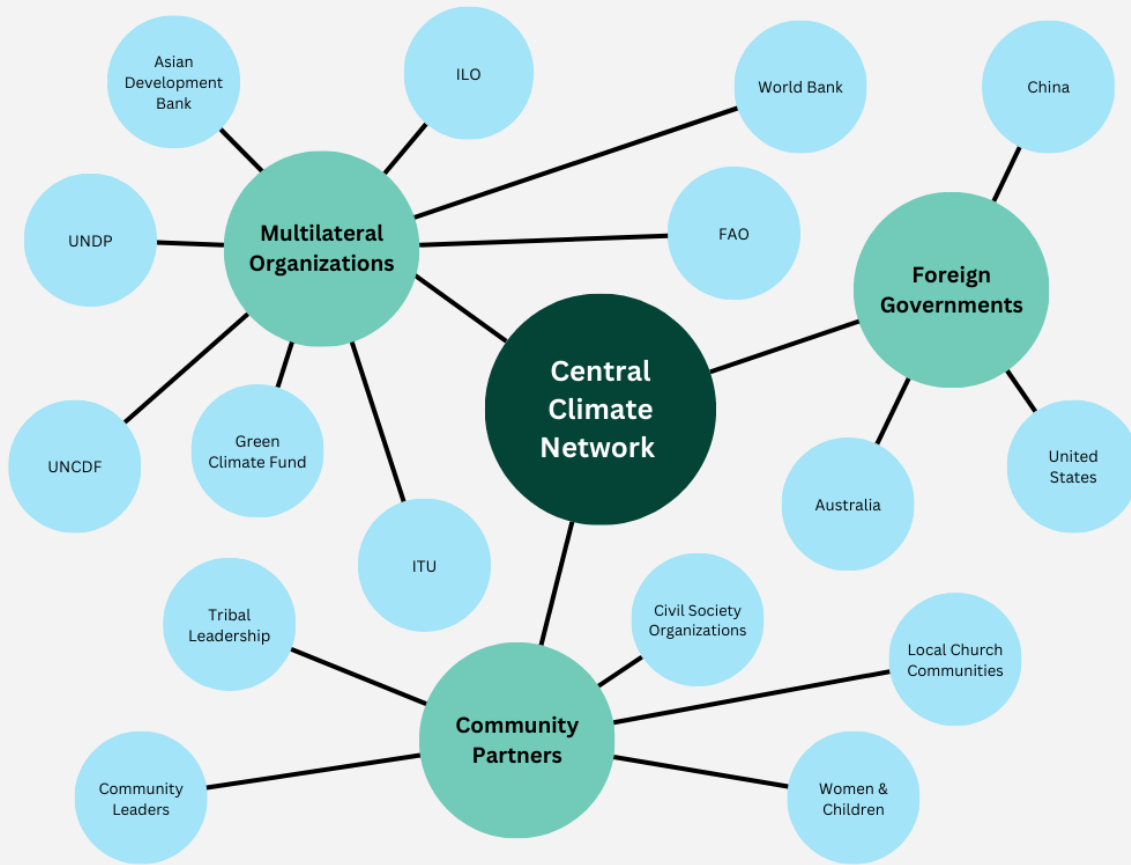 Asian
Development
Bank
ILO
World Bank
China
UNDP
Multilateral
Organizations
FAO
Foreign
Governments
Central
Climate
Network
UNCDF
Green
Climate Fund
United
States
Australia
ITU
Tribal
Leadership
Civil Society
Organizations
Local Church
Communities
Community
Partners
Community
Leaders
Women &
Children